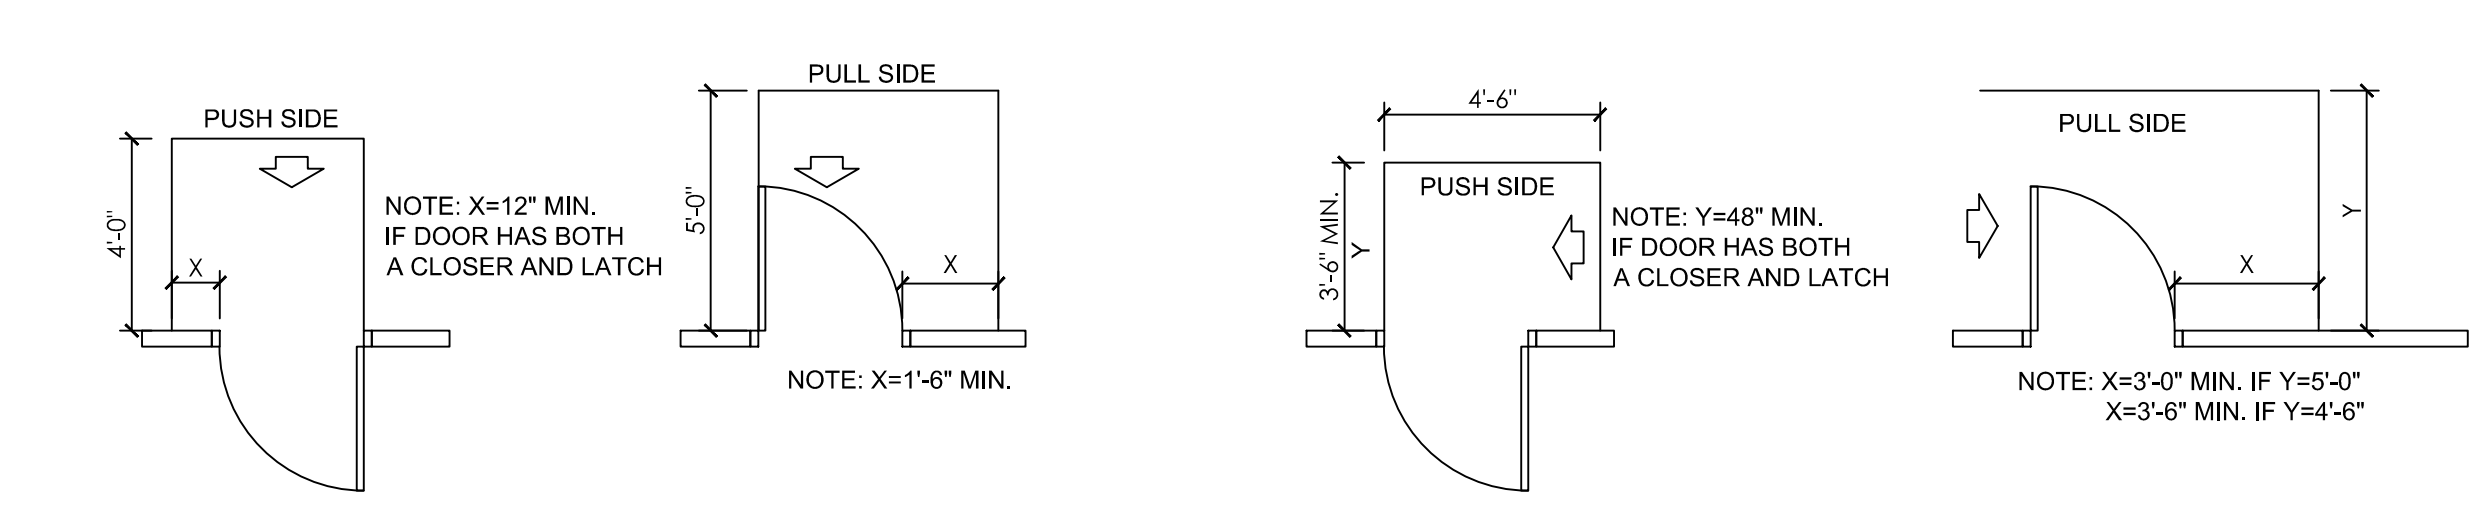 PUSH SIDE
4'-0"
X
NOTE: X=12" MIN.
IF DOOR HAS BOTH
A CLOSER AND LATCH
PULL SIDE
5'-0"
X
NOTE: X=1'-6" MIN.
4'-6"
PUSH SIDE
3'-6" MIN.
Y
NOTE: Y=48" MIN.
IF DOOR HAS BOTH
A CLOSER AND LATCH
PULL SIDE
Y
X
NOTE: X=3'-0" MIN. IF Y=5'-0"
X=3'-6" MIN. IF Y=4'-6"